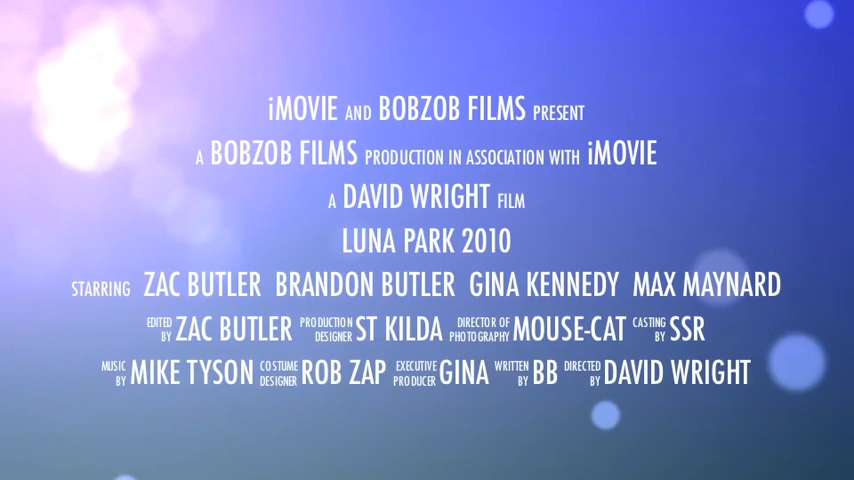 iMOVIE AND BOBZOB FILMS PRESENT
A BOBZOB FILMS PRODUCTION IN ASSOCIATION WITH iMOVIE
A DAVID WRIGHT FILM
LUNA PARK 2010
STARRING ZAC BUTLER BRANDON BUTLER GINA KENNEDY MAX MAYNARD
EDITED BY ZAC BUTLER PRODUCTION DESIGNER ST KILDA DIRECTOR OF PHOTOGRAPHY MOUSE-CAT CASTING BY SSR
MUSIC BY MIKE TYSON COSTUME DESIGNER ROB ZAP EXECUTIVE PRODUCER GINA WRITTEN BY BB DIRECTED BY DAVID WRIGHT